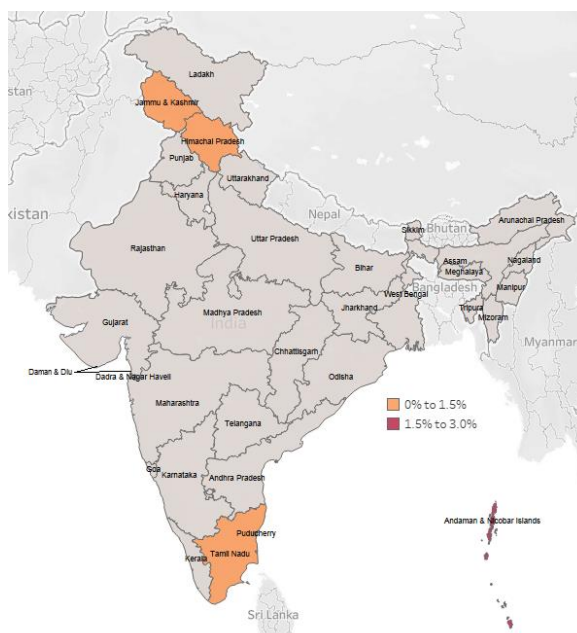 Ladakh
stan
Jammu & Kashmir
Himachal Pradesh
Punjab
Uttarakhand
Haryana
kistan
Nepal
Sikkim
Bhutan
Arunachal Pradesh
Rajasthan
Uttar Pradesh
Assam
Nagaland
Bihar
Meghalaya
Manipur
Bangladesh
West Bengal
Jharkhand
Tripura
Mizoram
Gujarat
Madhya Pradesh
India
Myanmar
Chhattisgarh
Daman & Diu
Dadra & Nagar Haveli
Odisha
Maharashtra
0% to 1.5%
1.5% to 3.0%
Telangana
Goa
Karnataka
Andhra Pradesh
Andaman & Nicobar Islands
Puducherry
Kerala
Tamil Nadu
Sri Lanka